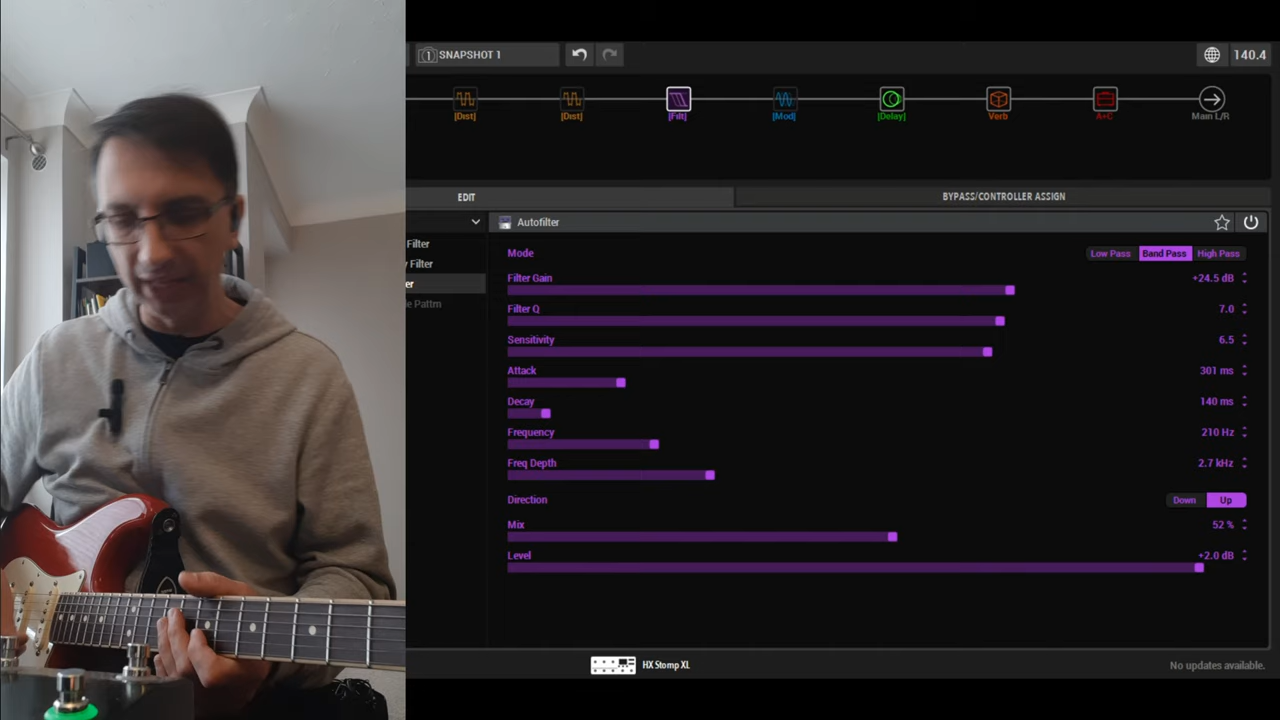 1 SNAPSHOT 1
140.4
|Dist| |Dist| |Filt| |Mod| |Delay| Verb A+C Main L/R
EDIT BYPASS/CONTROLLER ASSIGN
Autofilter
Filter
Filter
Mode Low Pass Band Pass High Pass
Filter Gain +24.5 dB
Filter Q 7.0
Sensitivity 6.5
Attack 301 ms
Decay 140 ms
Frequency 210 Hz
Freq Depth 2.7 kHz
Direction Down Up
Mix 52 %
Level +2.0 dB
HX Stomp XL
No updates available.